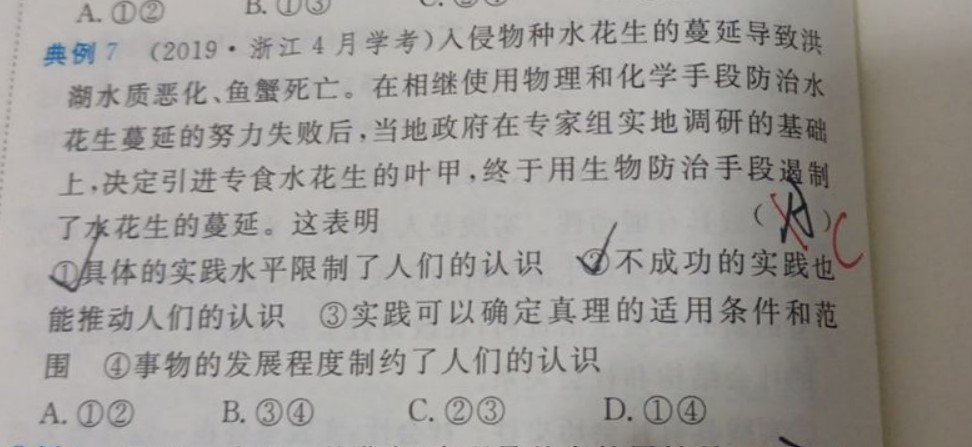 A. ①② B. ①③
典例7 (2019·浙江4月学考)入侵物种水花生的蔓延导致洪
湖水质恶化、鱼蟹死亡。在相继使用物理和化学手段防治水
花生蔓延的努力失败后,当地政府在专家组实地调研的基础
上,决定引进专食水花生的叶甲,终于用生物防治手段遏制
了水花生的蔓延。这表明 ( ) C
①具体的实践水平限制了人们的认识 ②不成功的实践也
能推动人们的认识 ③实践可以确定真理的适用条件和范
围 ④事物的发展程度制约了人们的认识
A. ①② B. ③④ C. ②③ D. ①④